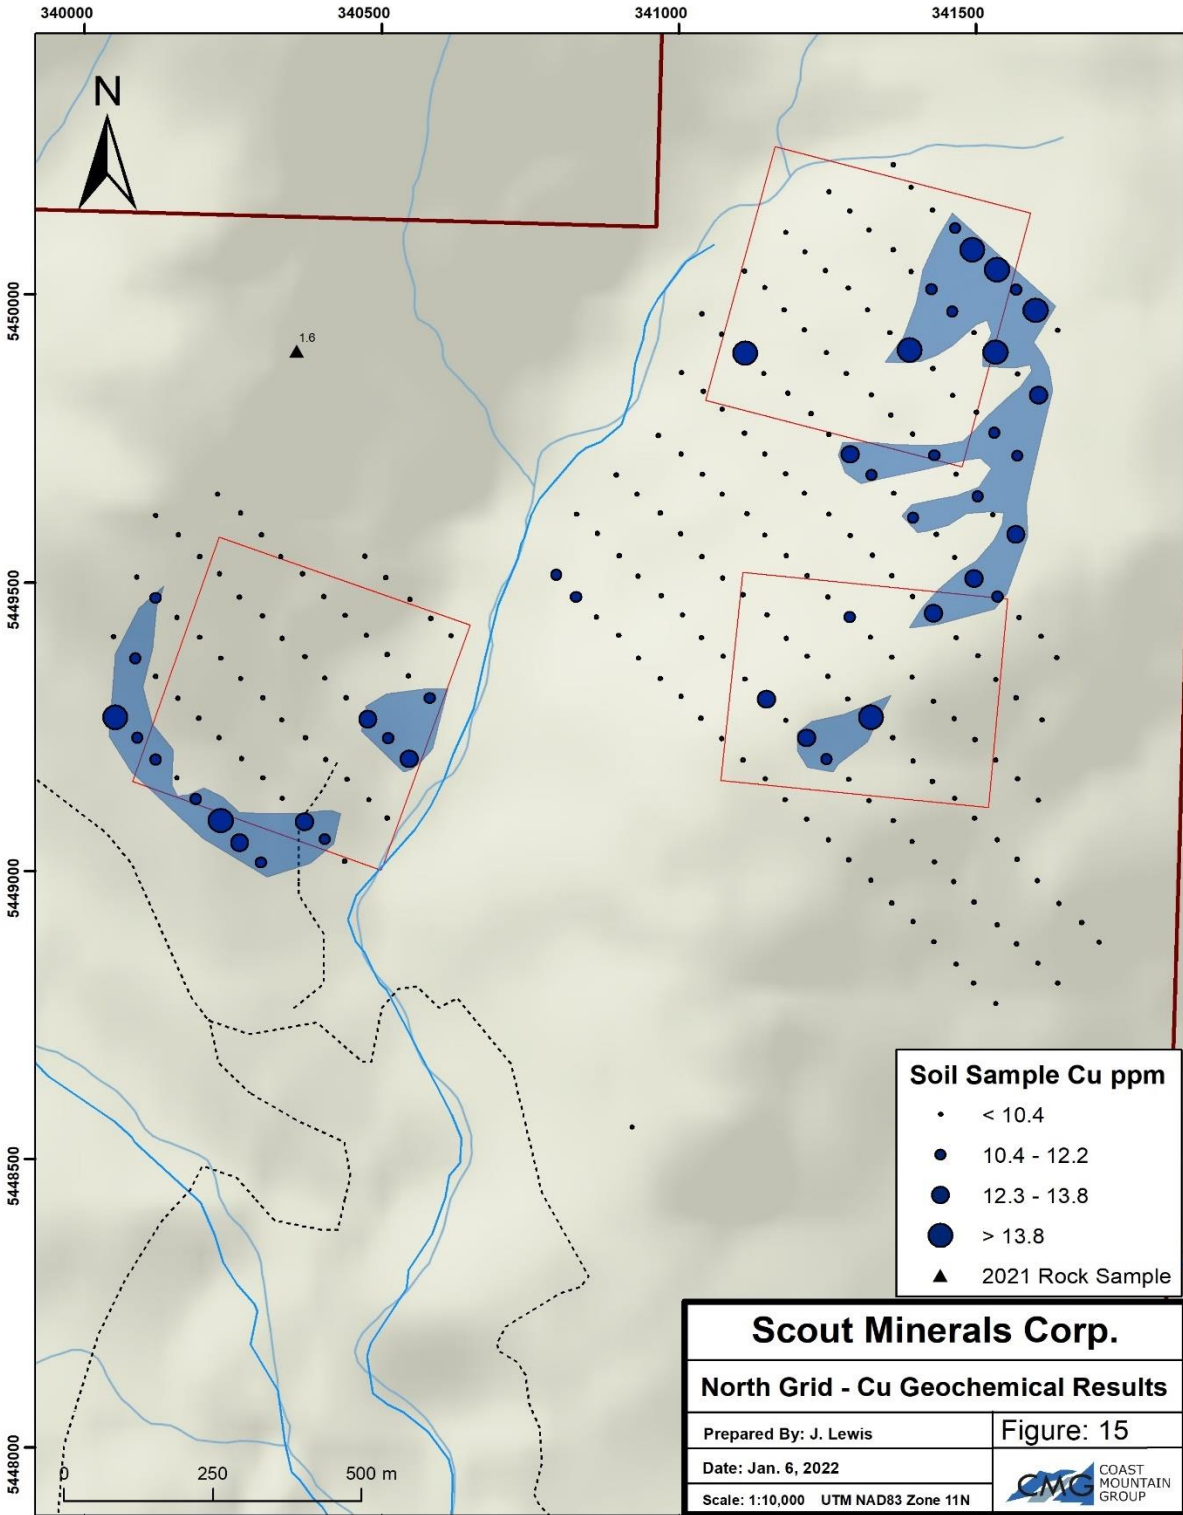 340000 340500 341000 341500
N
5450000
1.6
5449500
5449000
5448500
5448000
0 250 500 m
Soil Sample Cu ppm
< 10.4
10.4 - 12.2
12.3 - 13.8
> 13.8
2021 Rock Sample
Scout Minerals Corp.
North Grid - Cu Geochemical Results
Prepared By: J. Lewis
Figure: 15
Date: Jan. 6, 2022
Scale: 1:10,000 UTM NAD83 Zone 11N
CMG COAST
MOUNTAIN
GROUP